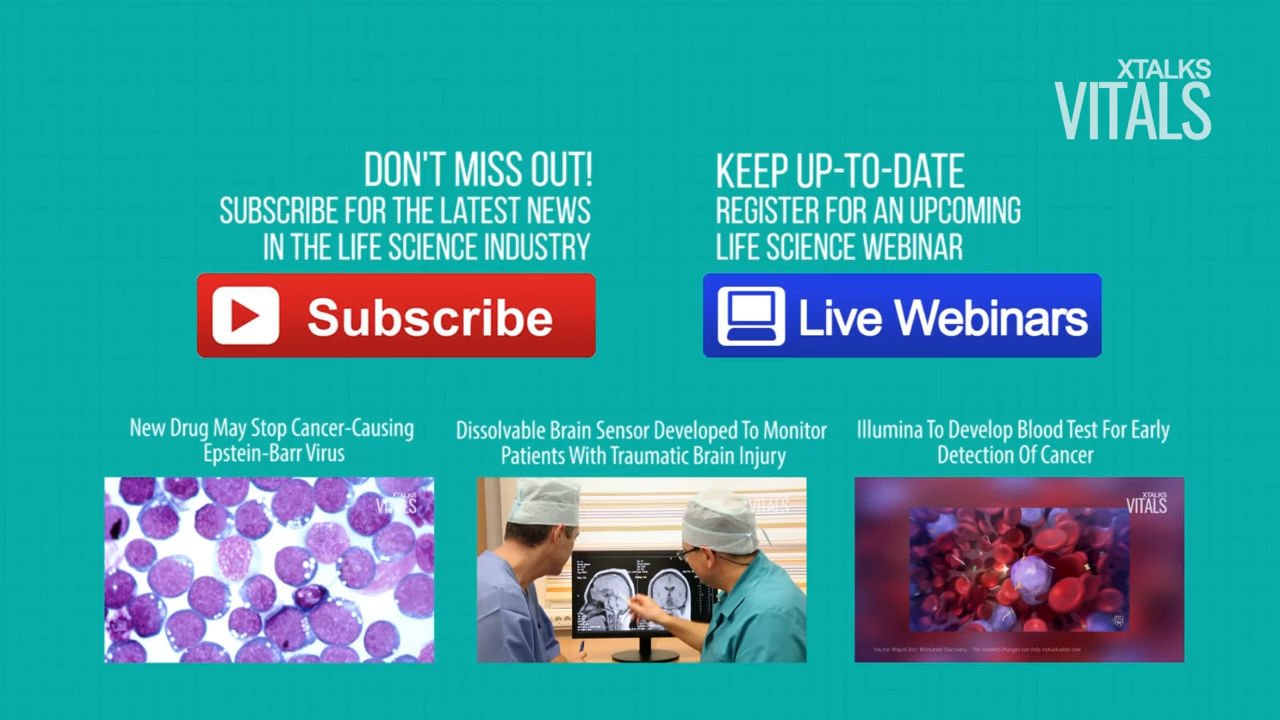 XTALKS
VITALS
DON'T MISS OUT!
SUBSCRIBE FOR THE LATEST NEWS
IN THE LIFE SCIENCE INDUSTRY
Subscribe
KEEP UP-TO-DATE
REGISTER FOR AN UPCOMING
LIFE SCIENCE WEBINAR
Live Webinars
New Drug May Stop Cancer-Causing
Epstein-Barr Virus
XTALKS
VITALS
Dissolvable Brain Sensor Developed To Monitor
Patients With Traumatic Brain Injury
XTALKS
VITALS
Illumina To Develop Blood Test For Early
Detection Of Cancer
XTALKS
VITALS